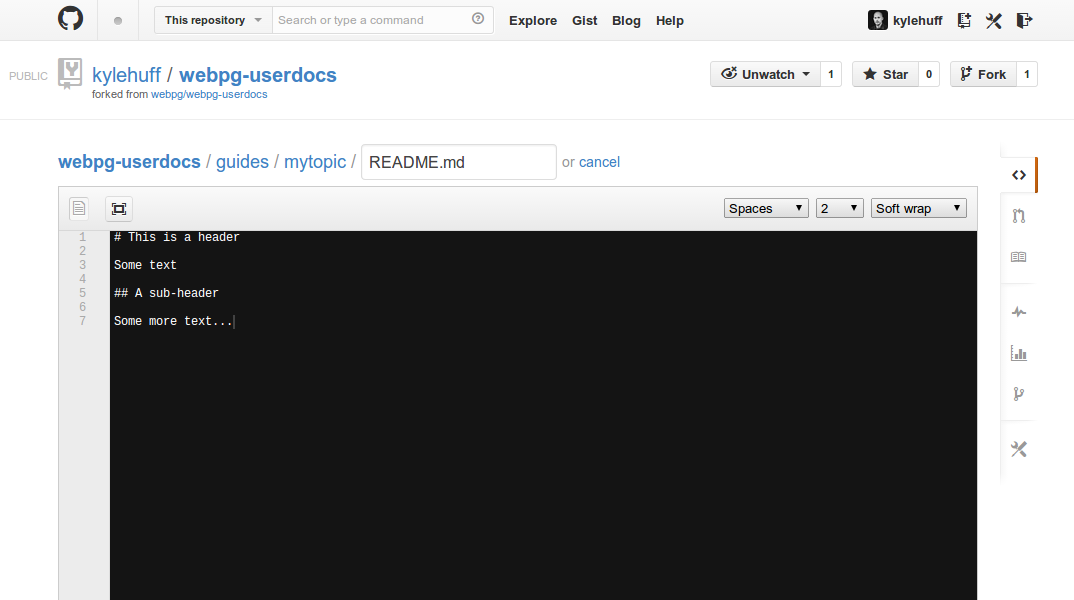 This repository Search or type a command Explore Gist Blog Help kylehuff
PUBLIC kylehuff / webpg-userdocs Unwatch 1 Star 0 Fork 1
forked from webpg/webpg-userdocs
webpg-userdocs / guides / mytopic / README.md or cancel
Spaces 2 Soft wrap
1 # This is a header
2
3 Some text
4
5 ## A sub-header
6
7 Some more text...